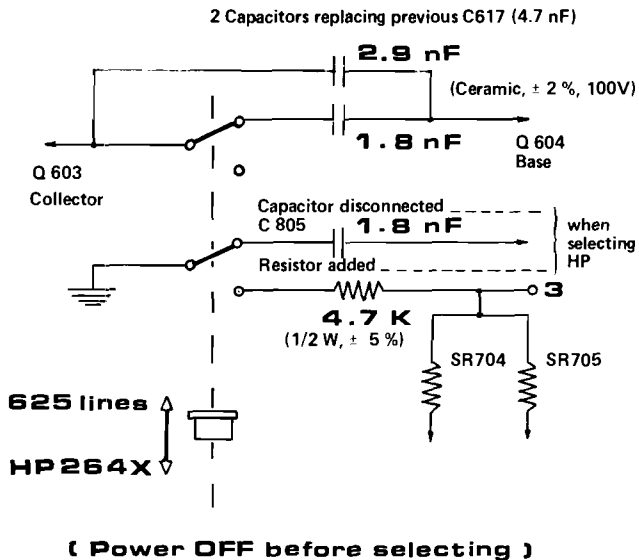 2 Capacitors replacing previous C617 (4.7 nF)
2.9 nF
(Ceramic, ± 2 %, 100V)
1.8 nF
Q 603
Collector
Q 604
Base
Capacitor disconnected
C 805
1.8 nF
when
selecting
HP
Resistor added
3
4.7 K
(1/2 W, ± 5 %)
SR704
SR705
625 lines
HP264X
( Power OFF before selecting )